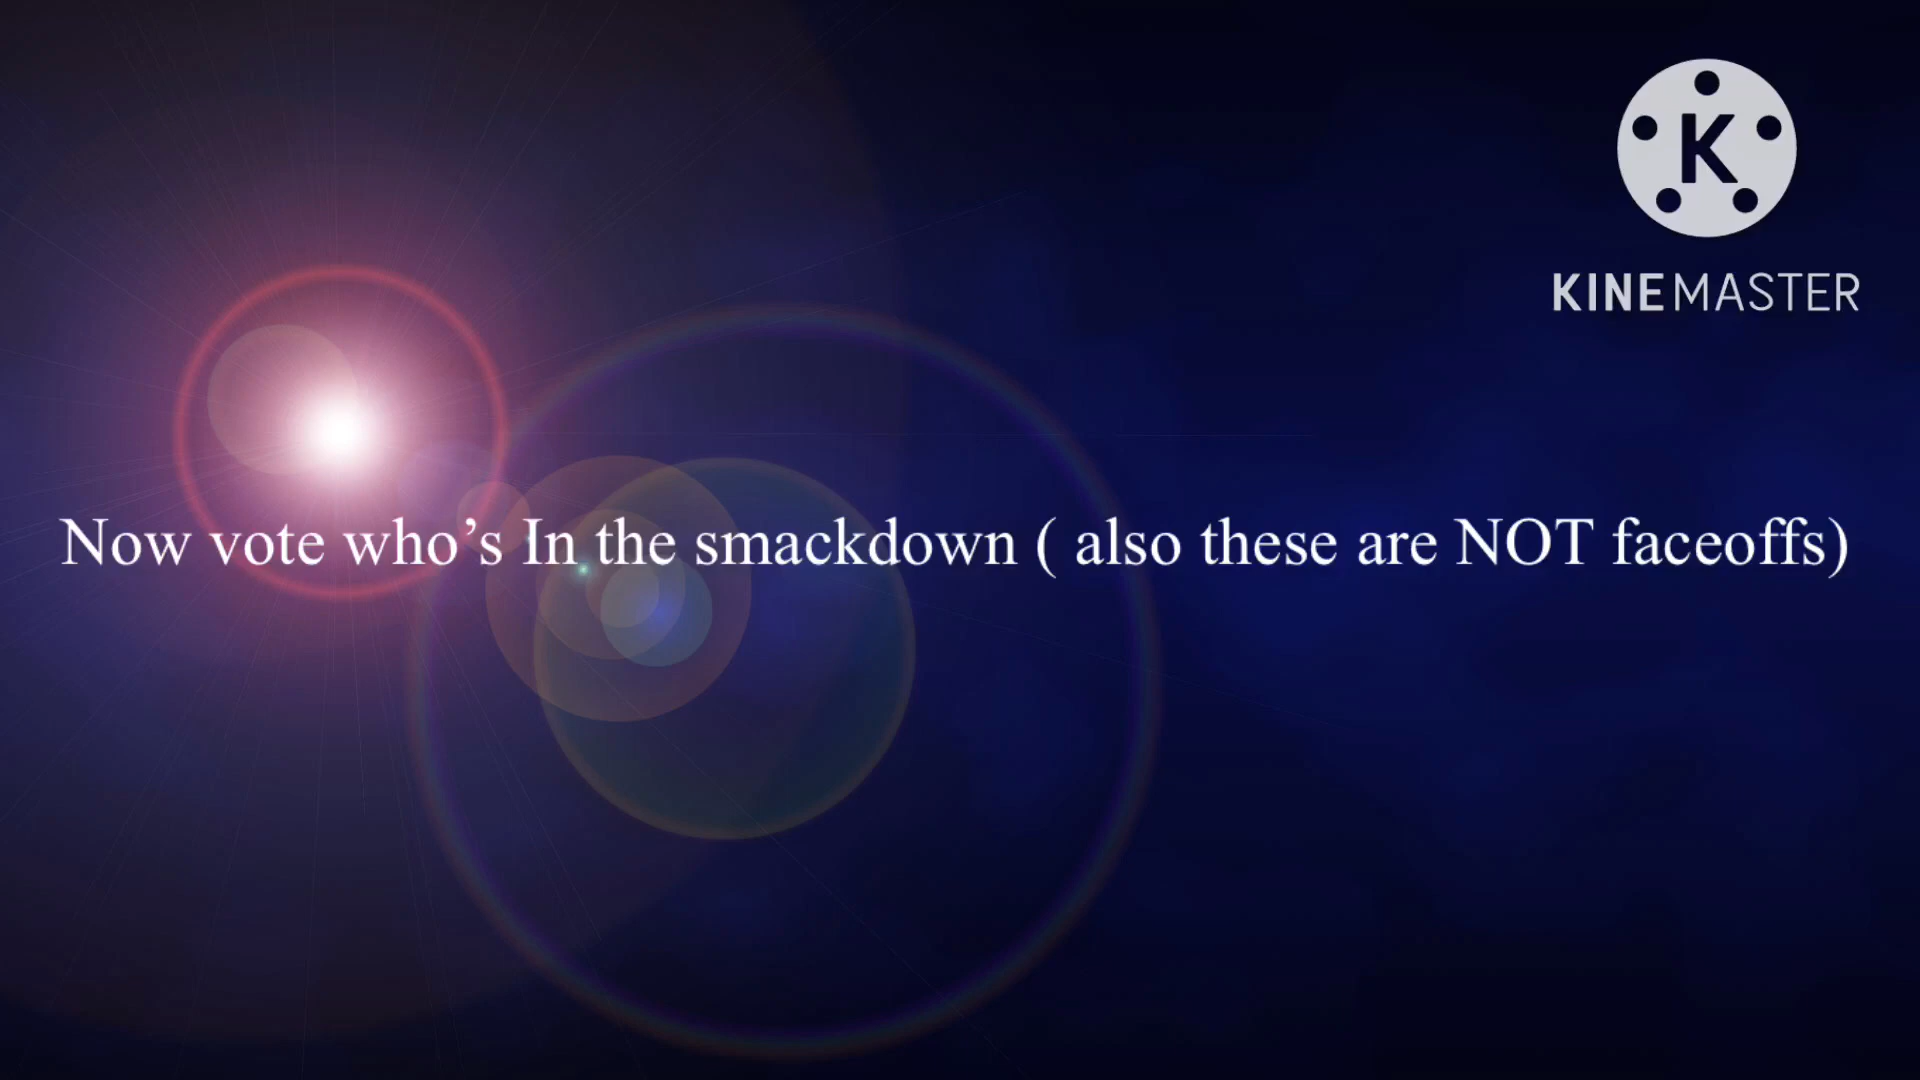 K
KINEMASTER
Now vote who’s In the smackdown ( also these are NOT faceoffs)